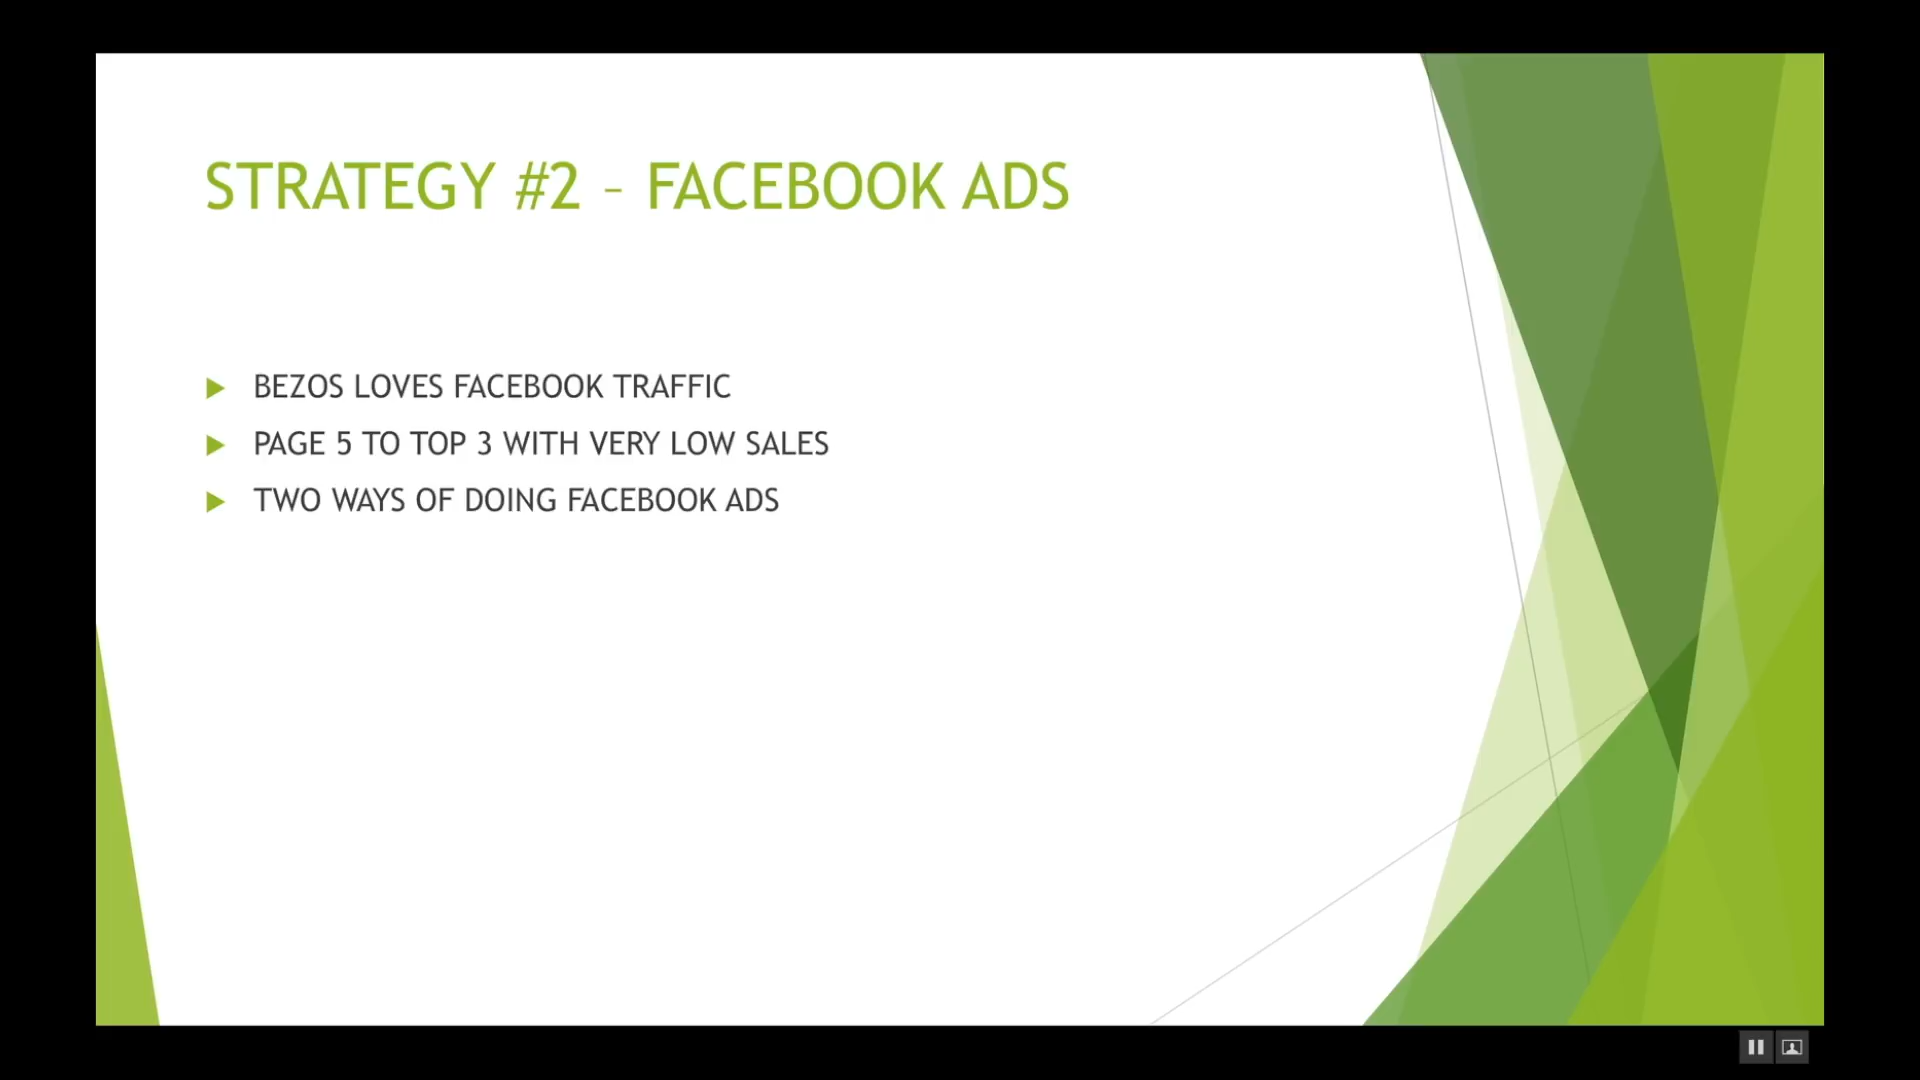 STRATEGY #2 – FACEBOOK ADS
BEZOS LOVES FACEBOOK TRAFFIC
PAGE 5 TO TOP 3 WITH VERY LOW SALES
TWO WAYS OF DOING FACEBOOK ADS